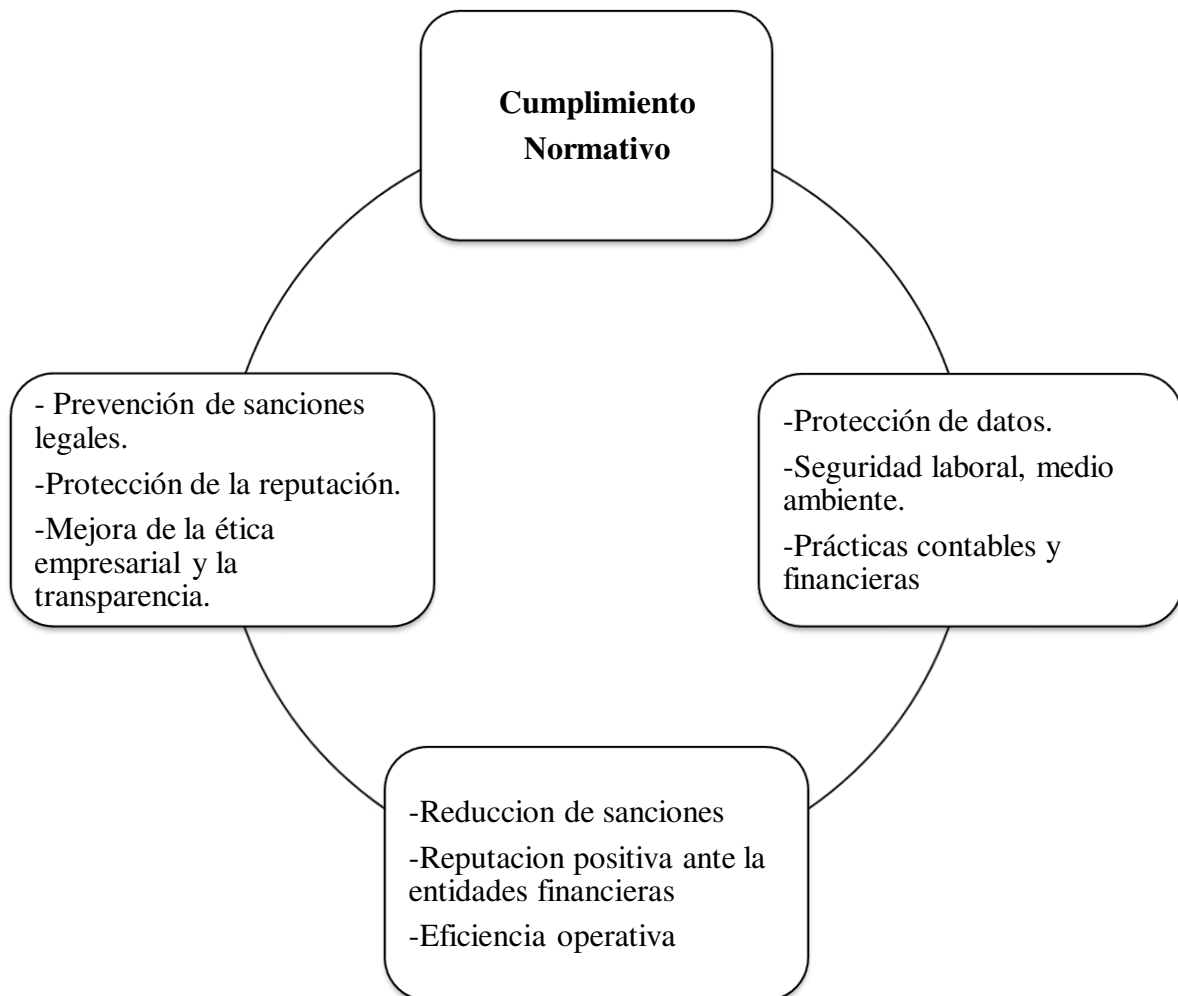 Cumplimiento
Normativo
- Prevención de sanciones
legales.
-Protección de la reputación.
-Mejora de la ética
empresarial y la
transparencia.
-Protección de datos.
-Seguridad laboral, medio
ambiente.
-Prácticas contables y
financieras
-Reduccion de sanciones
-Reputacion positiva ante la
entidades financieras
-Eficiencia operativa